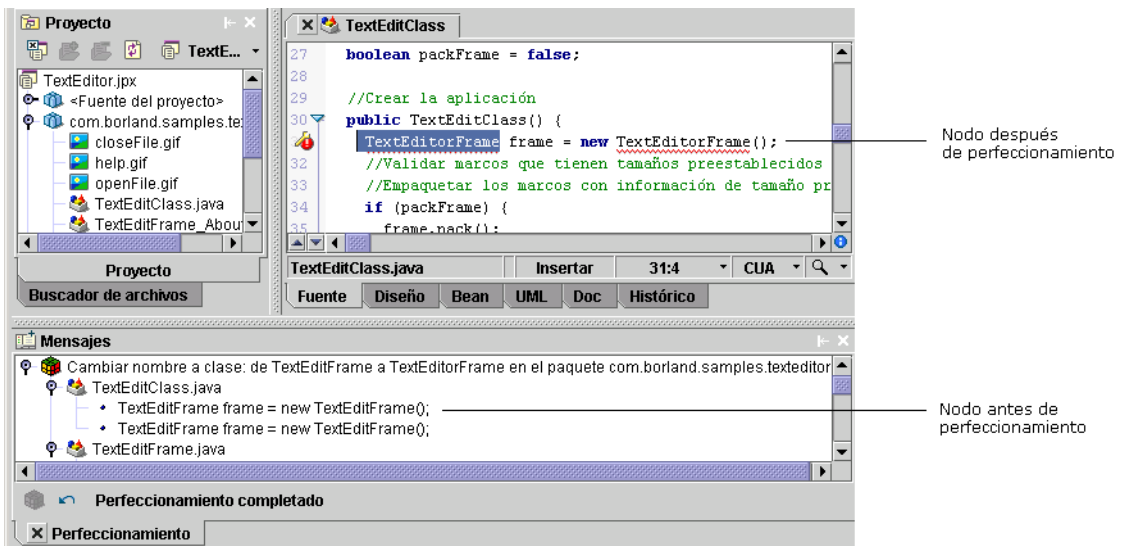 Proyecto
TextE...
TextEditor.jpx
<Fuente del proyecto>
com.borland.samples.te
closeFile.gif
help.gif
openFile.gif
TextEditClass.java
TextEditFrame_Abou
Proyecto
Buscador de archivos
TextEditClass
27 boolean packFrame = false;
28
29 //Crear la aplicación
30 public TextEditClass() {
TextEditorFrame frame = new TextEditorFrame();
32 //Validar marcos que tienen tamaños preestablecidos
33 //Empaquetar los marcos con información de tamaño pr
34 if (packFrame) {
35 frame.pack();
TextEditClass.java Insertar 31:4 CUA
Fuente Diseño Bean UML Doc Histórico
Nodo después
de perfeccionamiento
Mensajes
Cambiar nombre a clase: de TextEditFrame a TextEditorFrame en el paquete com.borland.samples.texteditor
TextEditClass.java
TextEditFrame frame = new TextEditFrame();
TextEditFrame frame = new TextEditFrame();
TextEditFrame.java
Nodo antes de
perfeccionamiento
Perfeccionamiento completado
Perfeccionamiento